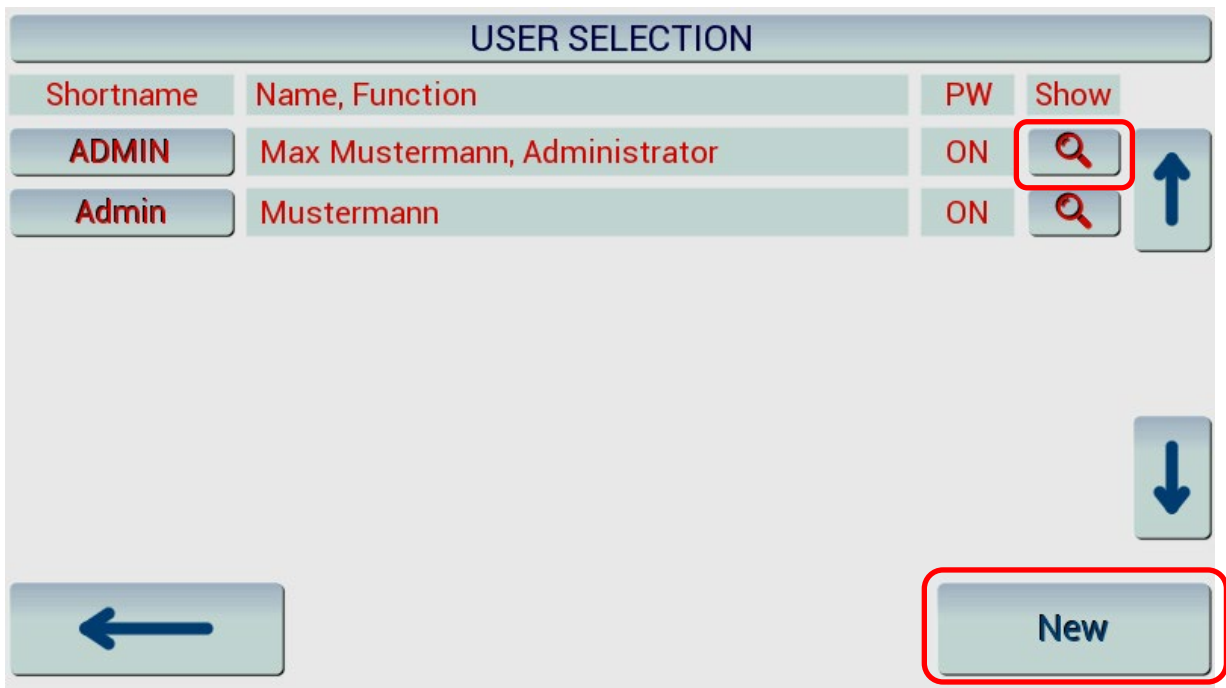 USER SELECTION
Shortname Name, Function PW Show
ADMIN Max Mustermann, Administrator ON
Admin Mustermann ON
New